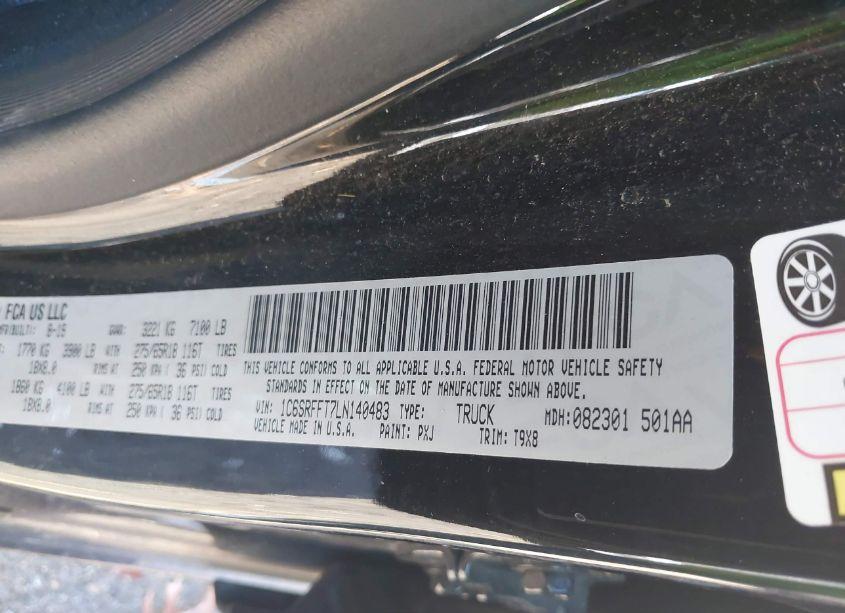 FCA US LLC
GVWR: 3221 KG 7100 LB
1770 KG 3900 LB WITH 275/65R18 116T TIRES
18X8.0 RIMS AT 250 KPA/ 36 PSI COLD
1860 KG 4100 LB WITH 275/65R18 116T TIRES
18X8.0 RIMS AT 250 KPA/ 36 PSI COLD
THIS VEHICLE CONFORMS TO ALL APPLICABLE U.S.A. FEDERAL MOTOR VEHICLE SAFETY
STANDARDS IN EFFECT ON THE DATE OF MANUFACTURE SHOWN ABOVE.
VIN: 1C6SRFFT7LN140483 TYPE: TRUCK MDH:082301 501AA
VEHICLE MADE IN U.S.A. PAINT: PXJ TRIM: T9X8